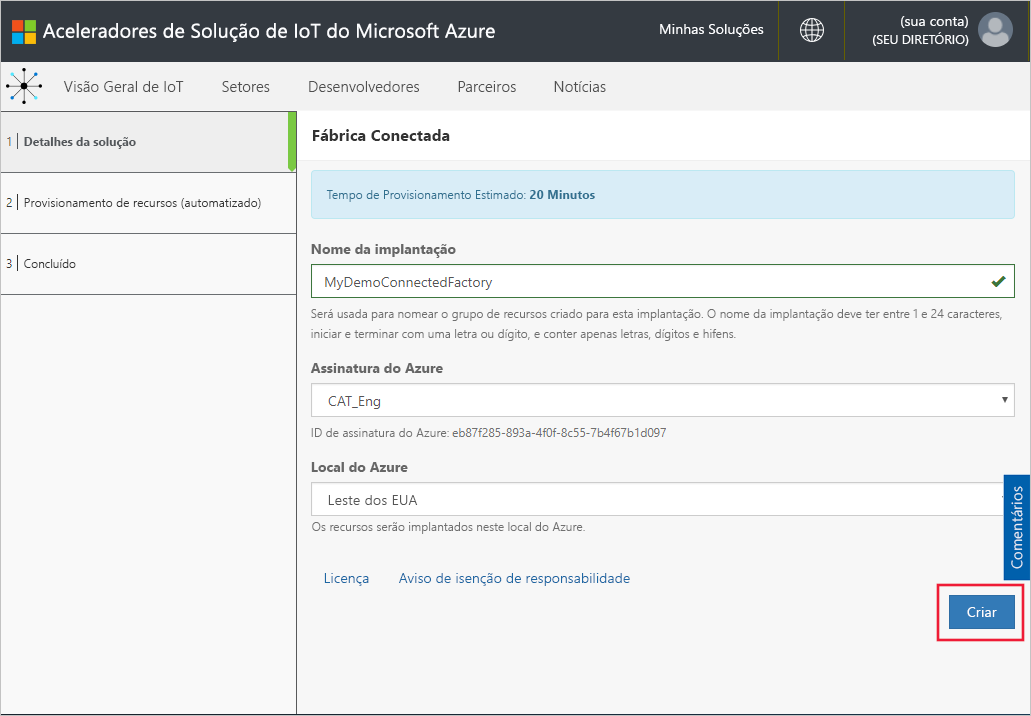 Aceleradores de Solução de IoT do Microsoft Azure
Minhas Soluções
(sua conta)
(SEU DIRETÓRIO)
Visão Geral de IoT
Setores
Desenvolvedores
Parceiros
Notícias
1 Detalhes da solução
2 Provisionamento de recursos (automatizado)
3 Concluído
Fábrica Conectada
Tempo de Provisionamento Estimado: 20 Minutos
Nome da implantação
MyDemoConnectedFactory
Será usada para nomear o grupo de recursos criado para esta implantação. O nome da implantação deve ter entre 1 e 24 caracteres,
iniciar e terminar com uma letra ou dígito, e conter apenas letras, dígitos e hifens.
Assinatura do Azure
CAT_Eng
ID de assinatura do Azure: eb87f285-893a-4f0f-8c55-7b4f67b1d097
Local do Azure
Leste dos EUA
Os recursos serão implantados neste local do Azure.
Comentários
Licença
Aviso de isenção de responsabilidade
Criar